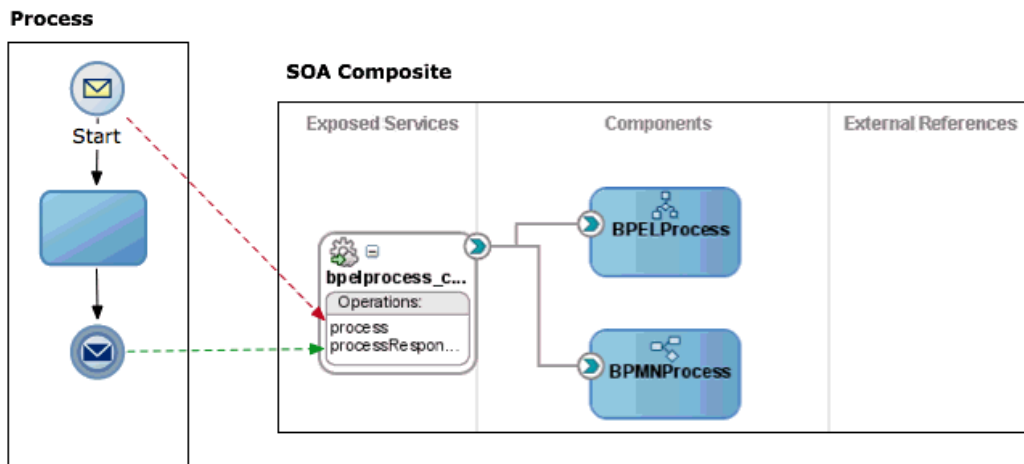 Process
Start
SOA Composite
Exposed Services
Components
External References
bpelprocess_c...
Operations:
process
processRespon...
BPELProcess
BPMNProcess